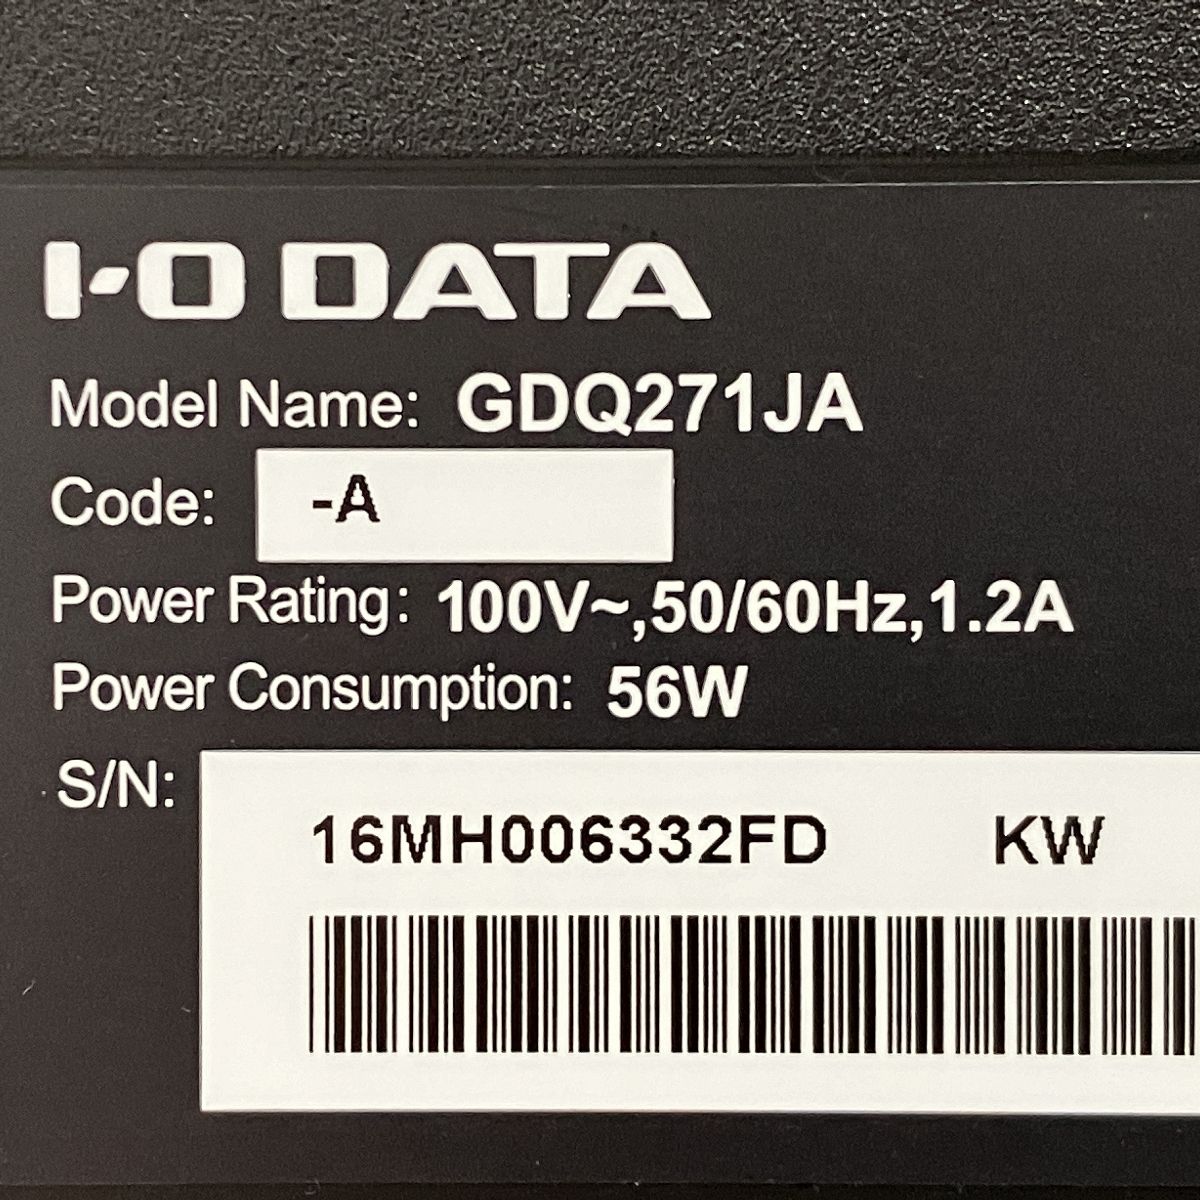 I-O DATA
Model Name: GDQ271JA
Code: -A
Power Rating: 100V~,50/60Hz,1.2A
Power Consumption: 56W
S/N:
16MH006332FD KW